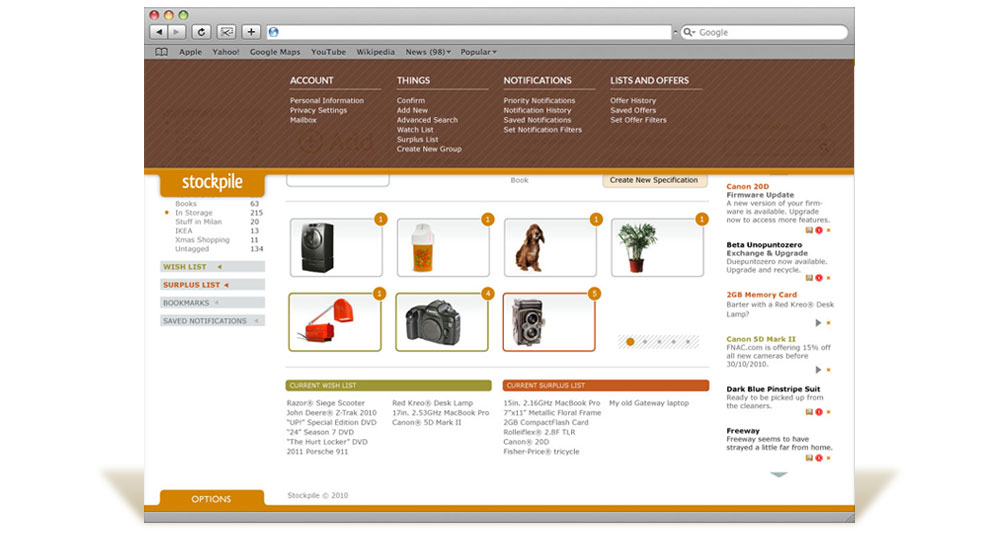 Google
Apple Yahoo! Google Maps YouTube Wikipedia News (98) Popular
ACCOUNT
Personal Information
Privacy Settings
Mailbox
THINGS
Confirm
Add New
Advanced Search
Watch List
Surplus List
Create New Group
NOTIFICATIONS
Priority Notifications
Notification History
Saved Notifications
Set Notification Filters
LISTS AND OFFERS
Offer History
Saved Offers
Set Offer Filters
Add
stockpile
Books 63
In Storage 215
Stuff in Milan 20
IKEA 13
Xmas Shopping 11
Untagged 134
WISH LIST
SURPLUS LIST
BOOKMARKS
SAVED NOTIFICATIONS
Book
Create New Specification
1 1 1 1
1 4 5
CURRENT WISH LIST
Razor® Siege Scooter
John Deere® Z-Trak 2010
"UP!" Special Edition DVD
"24" Season 7 DVD
"The Hurt Locker" DVD
2011 Porsche 911
Red Kreo® Desk Lamp
17in. 2.53GHz MacBook Pro
Canon® 5D Mark II
CURRENT SURPLUS LIST
15in. 2.16GHz MacBook Pro
7"x11" Metallic Floral Frame
2GB CompactFlash Card
Rolleiflex® 2.8F TLR
Canon® 20D
Fisher-Price® tricycle
My old Gateway laptop
Canon 20D
Firmware Update
A new version of your firm-
ware is available. Upgrade
now to access more features.
Beta Unopuntozero
Exchange & Upgrade
Duepuntozero now available.
Upgrade and recycle.
2GB Memory Card
Barter with a Red Kreo® Desk
Lamp?
Canon 5D Mark II
FNAC.com is offering 15% off
all new cameras before
30/10/2010.
Dark Blue Pinstripe Suit
Ready to be picked up from
the cleaners.
Freeway
Freeway seems to have
strayed a little far from home.
OPTIONS
Stockpile © 2010